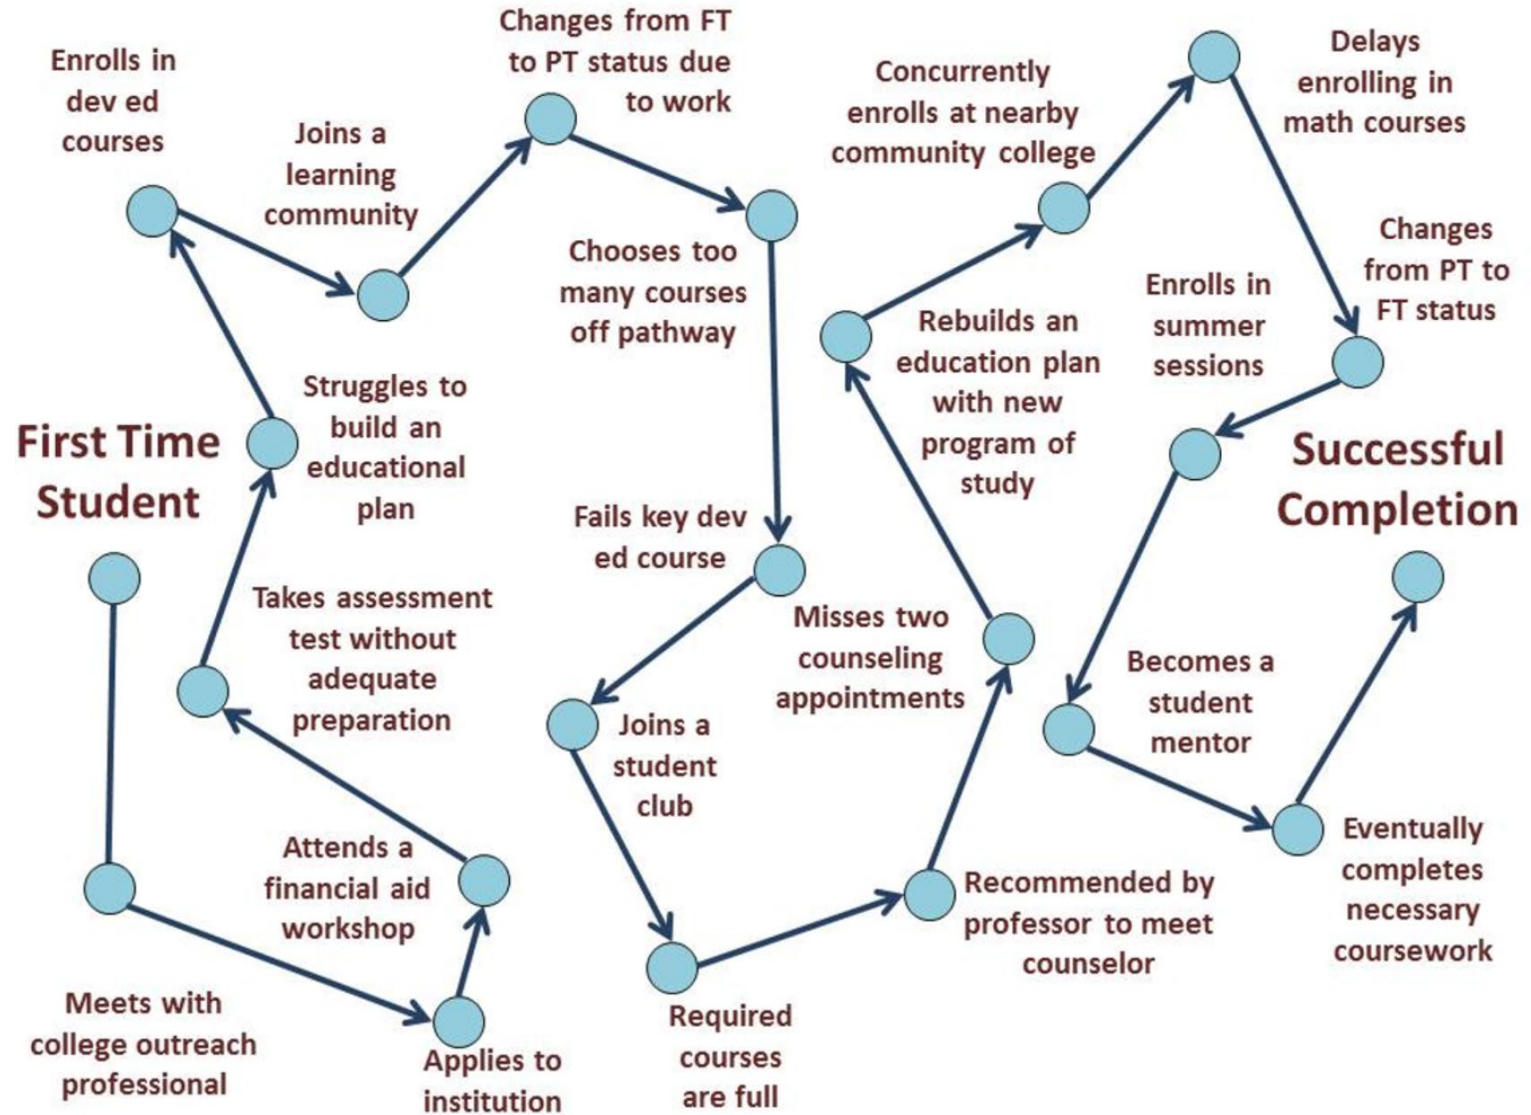 First Time
Student
Meets with
college outreach
professional
Applies to
institution
Attends a
financial aid
workshop
Takes assessment
test without
adequate
preparation
Struggles to
build an
educational
plan
Enrolls in
dev ed
courses
Joins a
learning
community
Changes from FT
to PT status due
to work
Chooses too
many courses
off pathway
Fails key dev
ed course
Joins a
student
club
Required
courses
are full
Recommended by
professor to meet
counselor
Misses two
counseling
appointments
Rebuilds an
education plan
with new
program of
study
Concurrently
enrolls at nearby
community college
Delays
enrolling in
math courses
Changes
from PT to
FT status
Enrolls in
summer
sessions
Becomes a
student
mentor
Eventually
completes
necessary
coursework
Successful
Completion